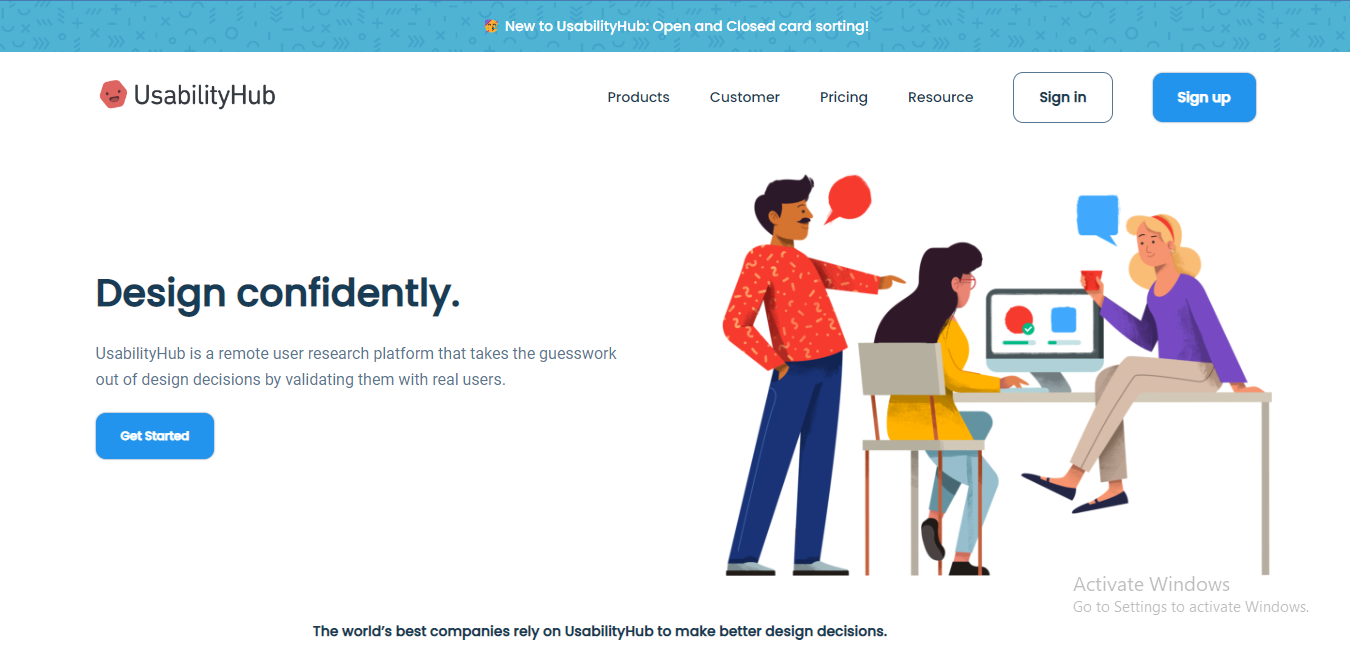 New to UsabilityHub: Open and Closed card sorting!
UsabilityHub
Products
Customer
Pricing
Resource
Sign in
Sign up
Design confidently.
UsabilityHub is a remote user research platform that takes the guesswork
out of design decisions by validating them with real users.
Get Started
Activate Windows
Go to Settings to activate Windows.
The world’s best companies rely on UsabilityHub to make better design decisions.